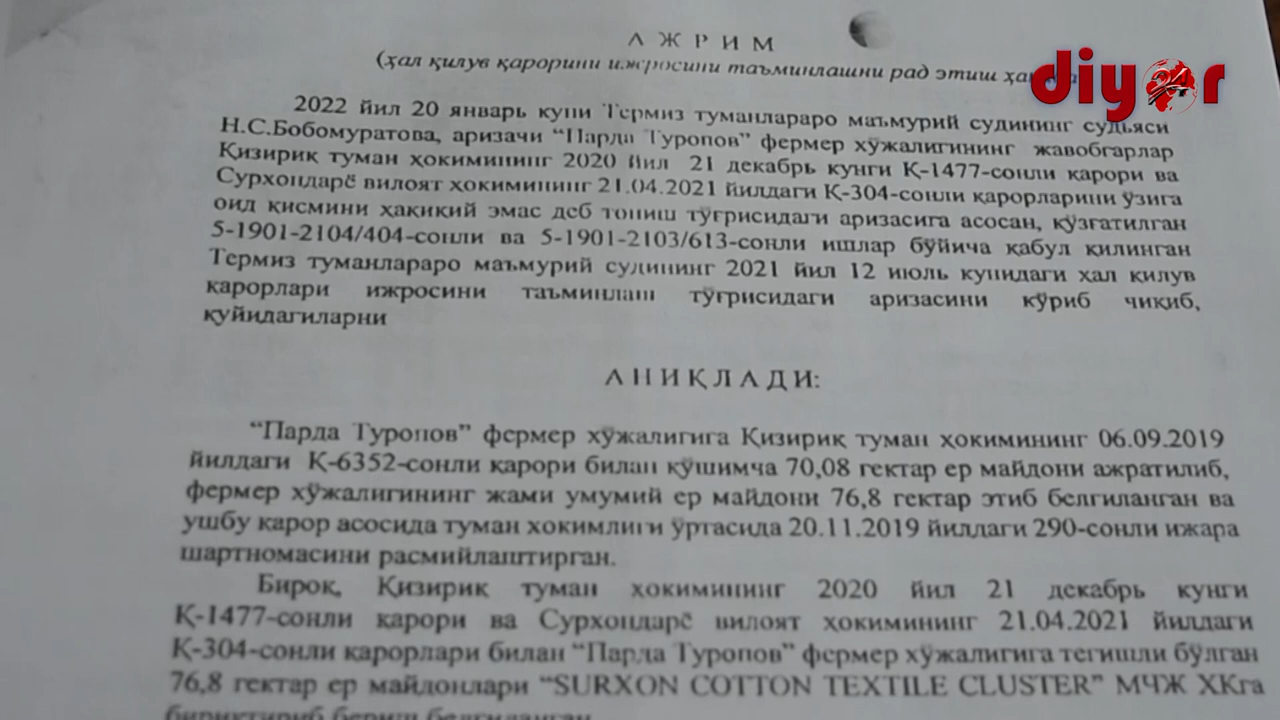 А Ж Р И М
(ҳал қилув қарорини ижросини таъминлашни рад этиш
diy24r
2022 йил 20 январь куни Термиз туманлараро маъмурий судининг судьяси
Н.С.Бобомуратова, аризачи “Парда Туропов” фермер хўжалигининг жавобгарлар
Қизириқ туман ҳокимининг 2020 йил 21 декабрь кунги Қ-1477-сонли қарори ва
Сурхондарё вилоят ҳокимининг 21.04.2021 йилдаги Қ-304-сонли қарорларини ўзига
оид қисмини ҳақиқий эмас деб топиш тўғрисидаги аризасига асосан, қўзғатилган
5-1901-2104/404-сонли ва 5-1901-2103/613-сонли ишлар бўйича қабул қилинган
Термиз туманлараро маъмурий судининг 2021 йил 12 июль кунидаги ҳал қилув
қарорлари ижросини таъминлаш тўғрисидаги аризасини кўриб чиқиб,
қуйидагиларни
А Н И Қ Л А Д И:
“Парда Туропов” фермер хўжалигига Қизириқ туман ҳокимининг 06.09.2019
йилдаги Қ-6352-сонли қарори билан қўшимча 70,08 гектар ер майдони ажратилиб,
фермер хўжалигининг жами умумий ер майдони 76,8 гектар этиб белгиланган ва
ушбу қарор асосида туман ҳокимлиги ўртасида 20.11.2019 йилдаги 290-сонли ижара
шартномасини расмийлаштирган.
Бироқ, Қизириқ туман ҳокимининг 2020 йил 21 декабрь кунги
Қ-1477-сонли қарори ва Сурхондарё вилоят ҳокимининг 21.04.2021 йилдаги
Қ-304-сонли қарорлари билан “Парда Туропов” фермер хўжалигига тегишли бўлган
76,8 гектар ер майдонлари “SURXON COTTON TEXTILE CLUSTER” МЧЖ ХКга
бириктириб бериш белгиланган.